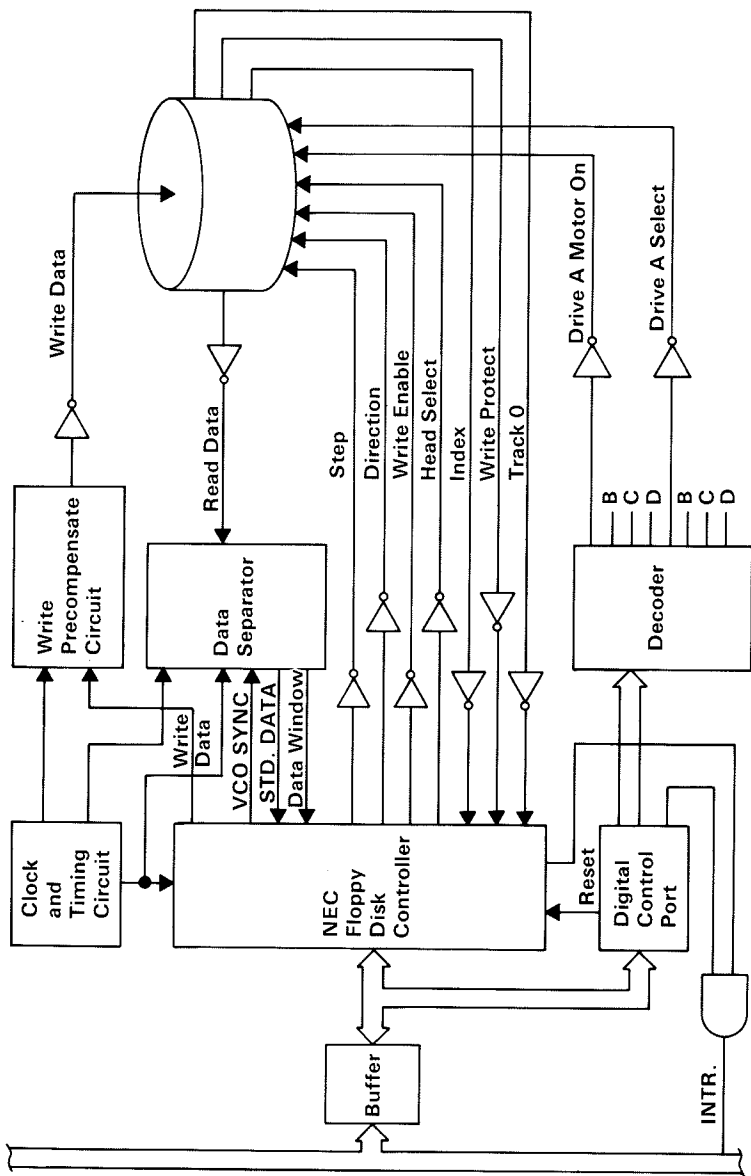 Clock
and
Timing
Circuit
Write
Precompensate
Circuit
Write Data
Write
Data
VCO SYNC
STD. DATA
Data Window
Data
Separator
Read Data
NEC
Floppy
Disk
Controller
Buffer
Step
Direction
Write Enable
Head Select
Index
Write Protect
Track 0
Reset
Digital
Control
Port
Decoder
Drive A Motor On
B
C
D
Drive A Select
B
C
D
INTR.